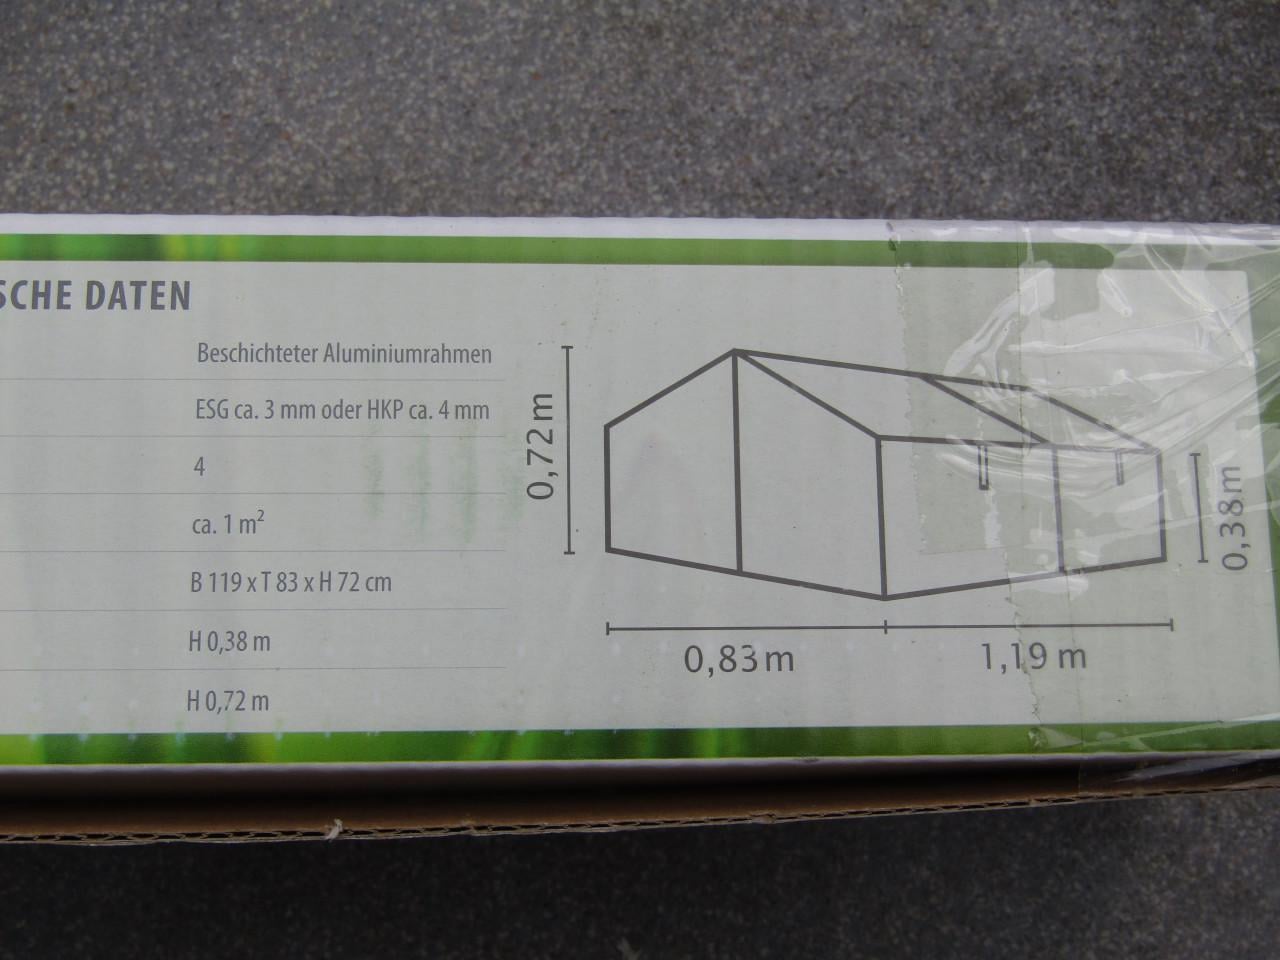 SCHE DATEN
Beschichteter Aluminiumrahmen
ESG ca. 3 mm oder HKP ca. 4 mm
4
ca. 1 m²
B 119 x T 83 x H 72 cm
H 0,38 m
H 0,72 m
0,72 m
0,38 m
0,83 m
1,19 m